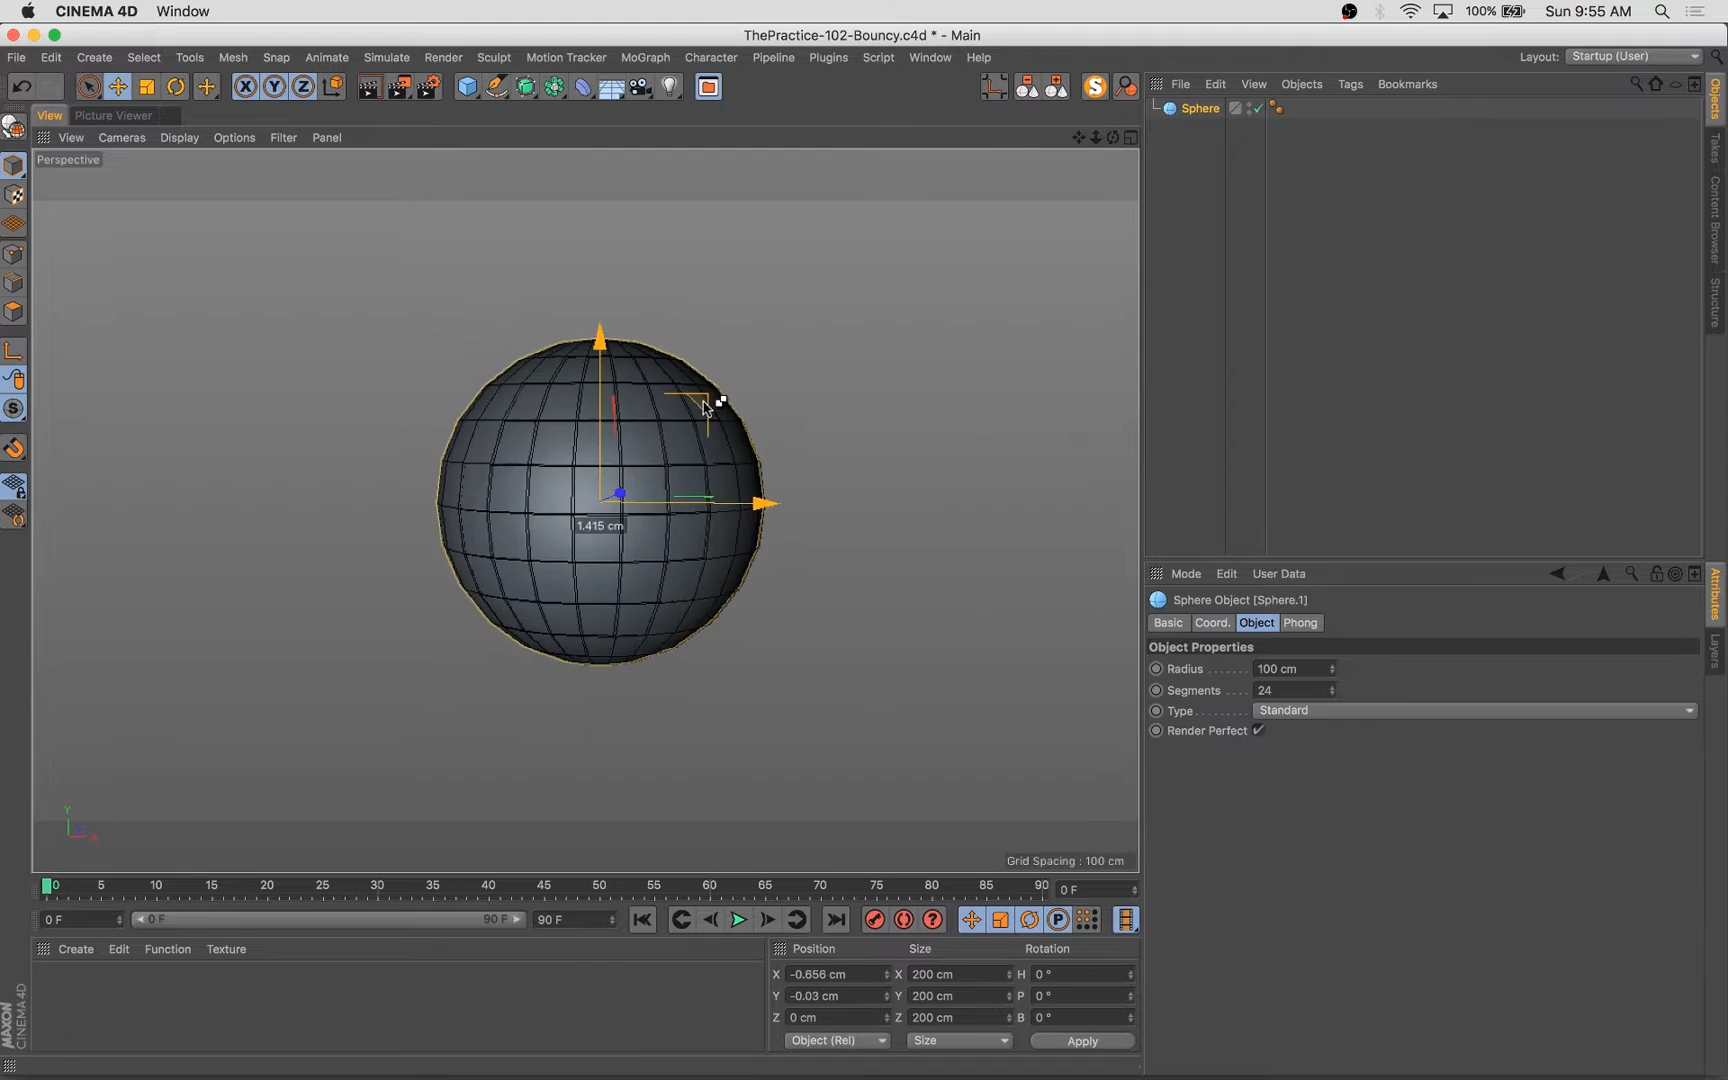 CINEMA 4D Window 100% Sun 9:55 AM
ThePractice-102-Bouncy.c4d * - Main
File Edit Create Select Tools Mesh Snap Animate Simulate Render Sculpt Motion Tracker MoGraph Character Pipeline Plugins Script Window Help Layout: Startup (User)
X Y Z S
File Edit View Objects Tags Bookmarks
View Picture Viewer
Sphere
View Cameras Display Options Filter Panel
Perspective
Objects
Takes
Content Browser
Structure
1.415 cm
Mode Edit User Data
Sphere Object [Sphere.1]
Basic Coord. Object Phong
Object Properties
Radius 100 cm
Segments 24
Type Standard
Render Perfect
Attributes
Layers
S
Y
Grid Spacing : 100 cm
0 5 10 15 20 25 30 35 40 45 50 55 60 65 70 75 80 85 90 0 F
0 F 0 F 90 F 90 F ? P
Create Edit Function Texture
Position Size Rotation
X -0.656 cm X 200 cm H 0 °
Y -0.03 cm Y 200 cm P 0 °
Z 0 cm Z 200 cm B 0 °
Object (Rel) Size Apply
MAXON
CINEMA 4D